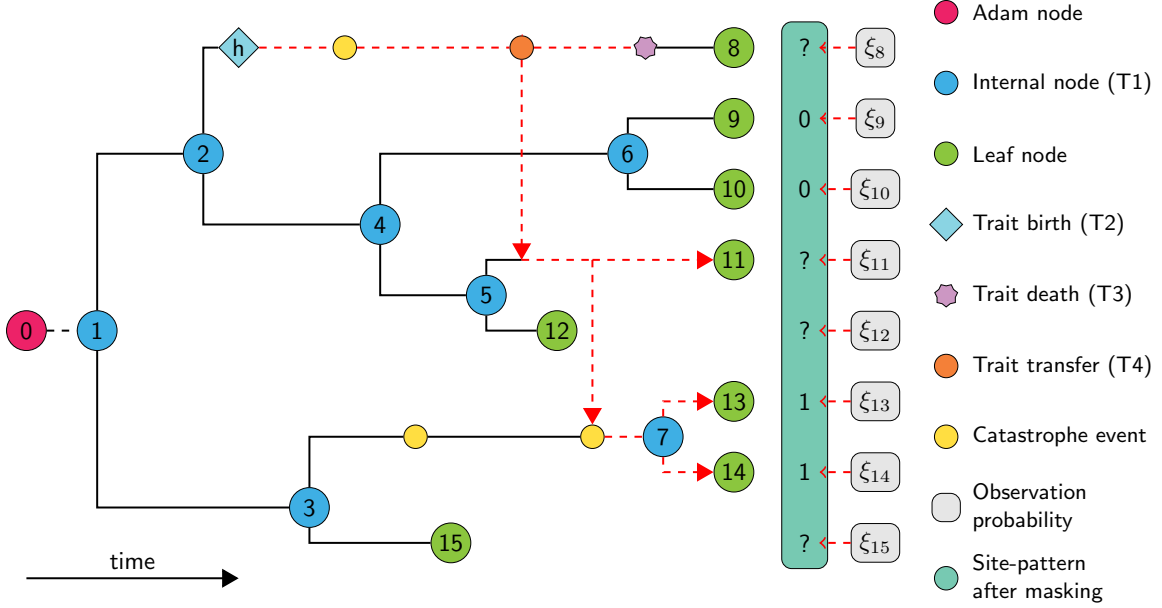 h
8
?
ξ8
Adam node
9
0
ξ9
Internal node (T1)
2
6
10
0
ξ10
Leaf node
4
11
?
ξ11
Trait birth (T2)
5
0
1
12
?
ξ12
Trait death (T3)
13
1
ξ13
Trait transfer (T4)
7
14
1
ξ14
Catastrophe event
3
15
?
ξ15
Observation
probability
time
Site-pattern
after masking